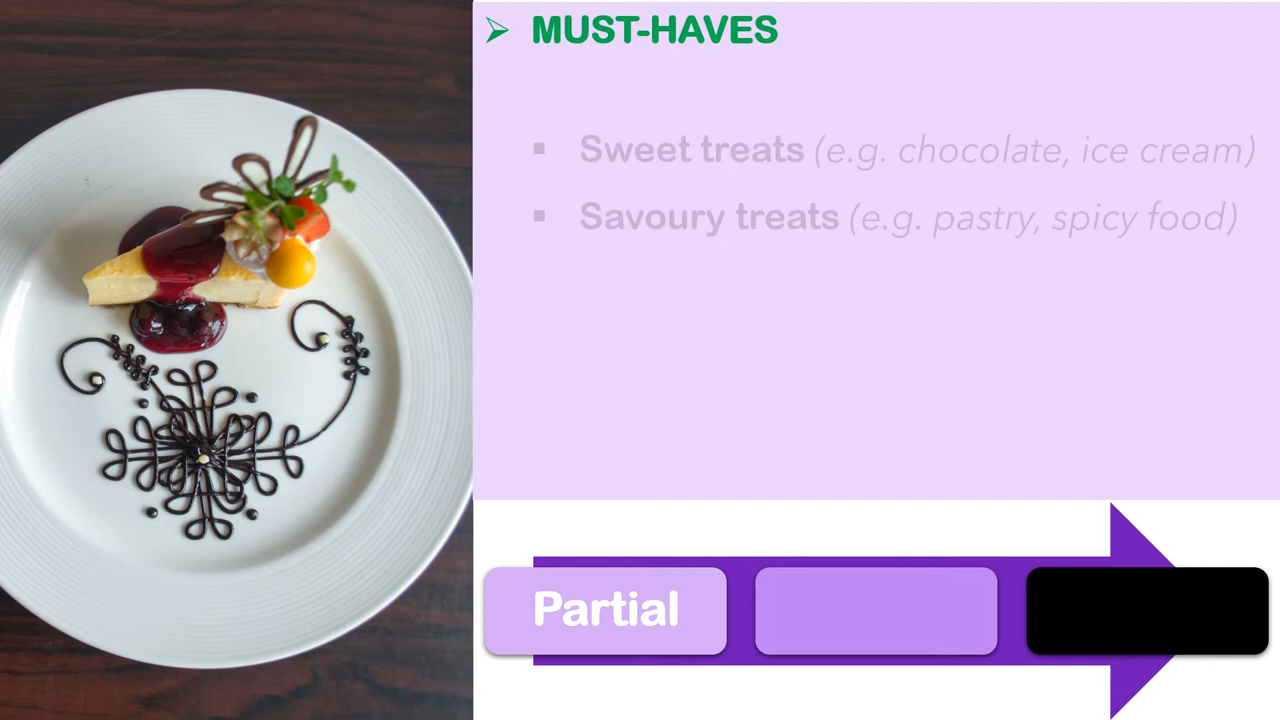 MUST-HAVES
Sweet treats (e.g. chocolate, ice cream)
Savoury treats (e.g. pastry, spicy food)
Partial